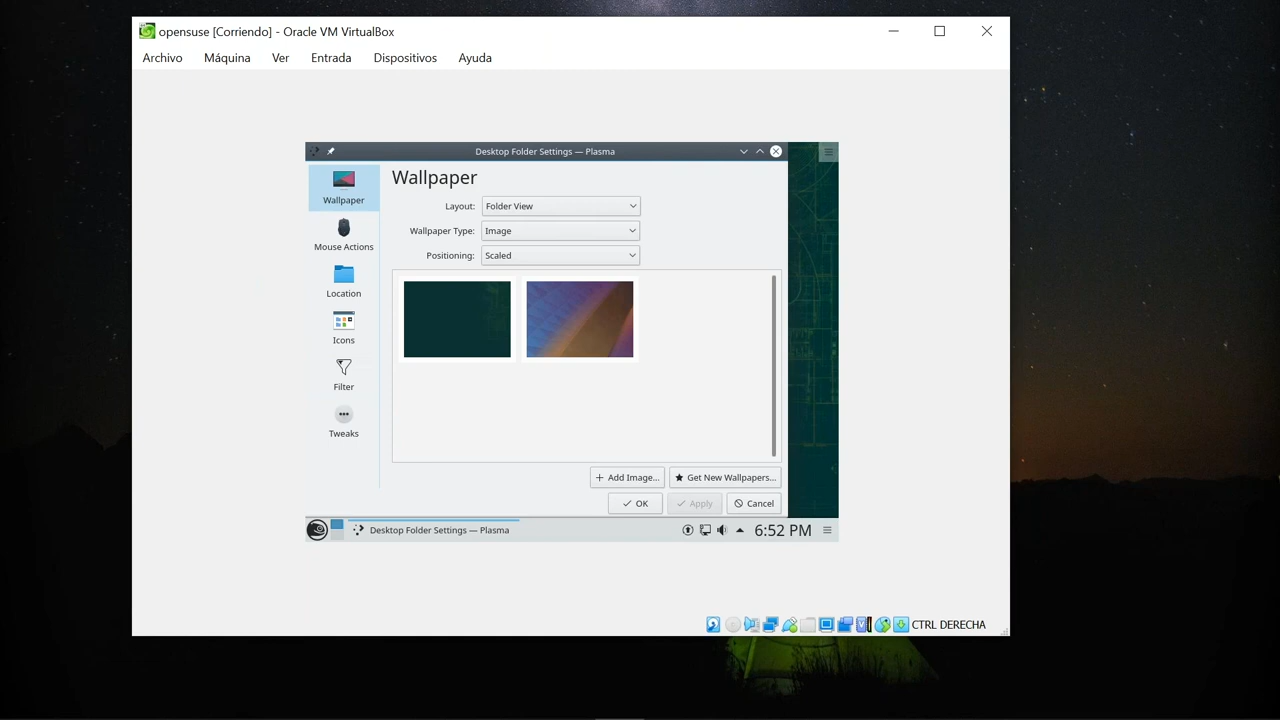 opensuse [Corriendo] - Oracle VM VirtualBox
Archivo Máquina Ver Entrada Dispositivos Ayuda
Desktop Folder Settings — Plasma
Wallpaper
Mouse Actions
Location
Icons
Filter
Tweaks
Wallpaper
Layout: Folder View
Wallpaper Type: Image
Positioning: Scaled
Add Image... Get New Wallpapers...
OK Apply Cancel
Desktop Folder Settings — Plasma 6:52 PM
CTRL DERECHA